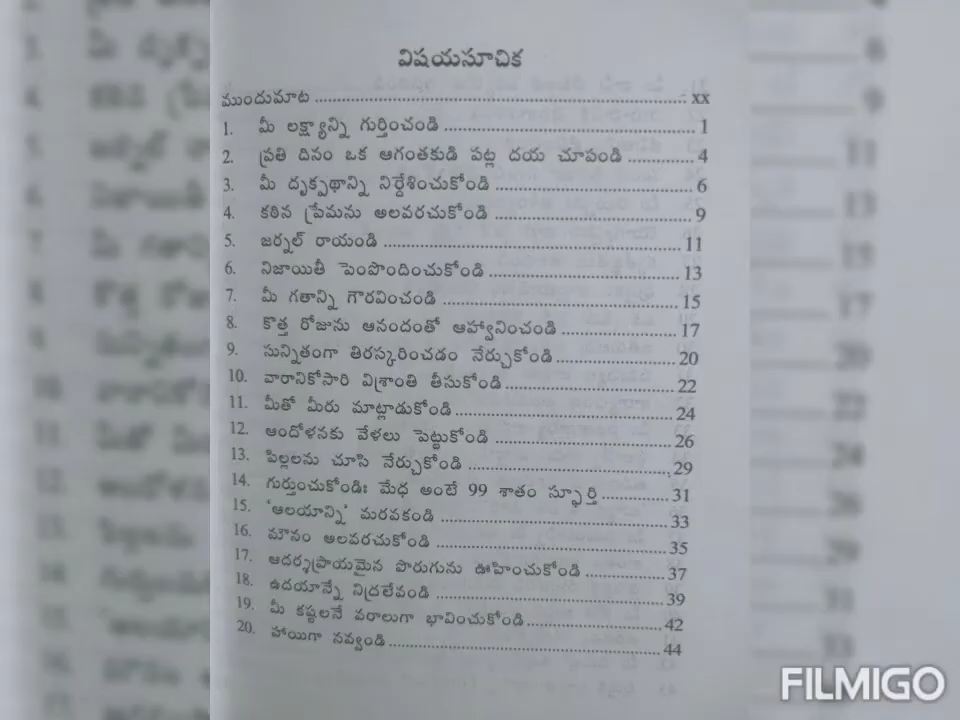 విషయసూచిక
ముందుమాట ........ xx
1. మీ లక్ష్యాన్ని గుర్తించండి ........ 1
2. ప్రతి దినం ఒక ఆగంతకుడి పట్ల దయ చూపండి ........ 4
3. మీ దృక్పథాన్ని నిర్దేశించుకోండి ........ 6
4. కఠిన ప్రేమను అలవరచుకోండి ........ 9
5. జర్నల్ రాయండి ........ 11
6. నిజాయితీ పెంపొందించుకోండి ........ 13
7. మీ గతాన్ని గౌరవించండి ........ 15
8. కొత్త రోజును ఆనందంతో ఆహ్వానించండి ........ 17
9. సున్నితంగా తిరస్కరించడం నేర్చుకోండి ........ 20
10. వారానికోసారి విశ్రాంతి తీసుకోండి ........ 22
11. మీతో మీరు మాట్లాడుకోండి ........ 24
12. ఆందోళనకు వేళలు పెట్టుకోండి ........ 26
13. పిల్లలను చూసి నేర్చుకోండి ........ 29
14. గుర్తుంచుకోండిః మేధ అంటే 99 శాతం స్ఫూర్తి ........ 31
15. 'ఆలయాన్ని' మరవకండి ........ 33
16. మౌనం అలవరచుకోండి ........ 35
17. ఆదర్శప్రాయమైన పొరుగును ఊహించుకోండి ........ 37
18. ఉదయాన్నే నిద్రలేవండి ........ 39
19. మీ కష్టలనే వరాలుగా భావించుకోండి ........ 42
20. హాయిగా నవ్వండి ........ 44
FILMIGO